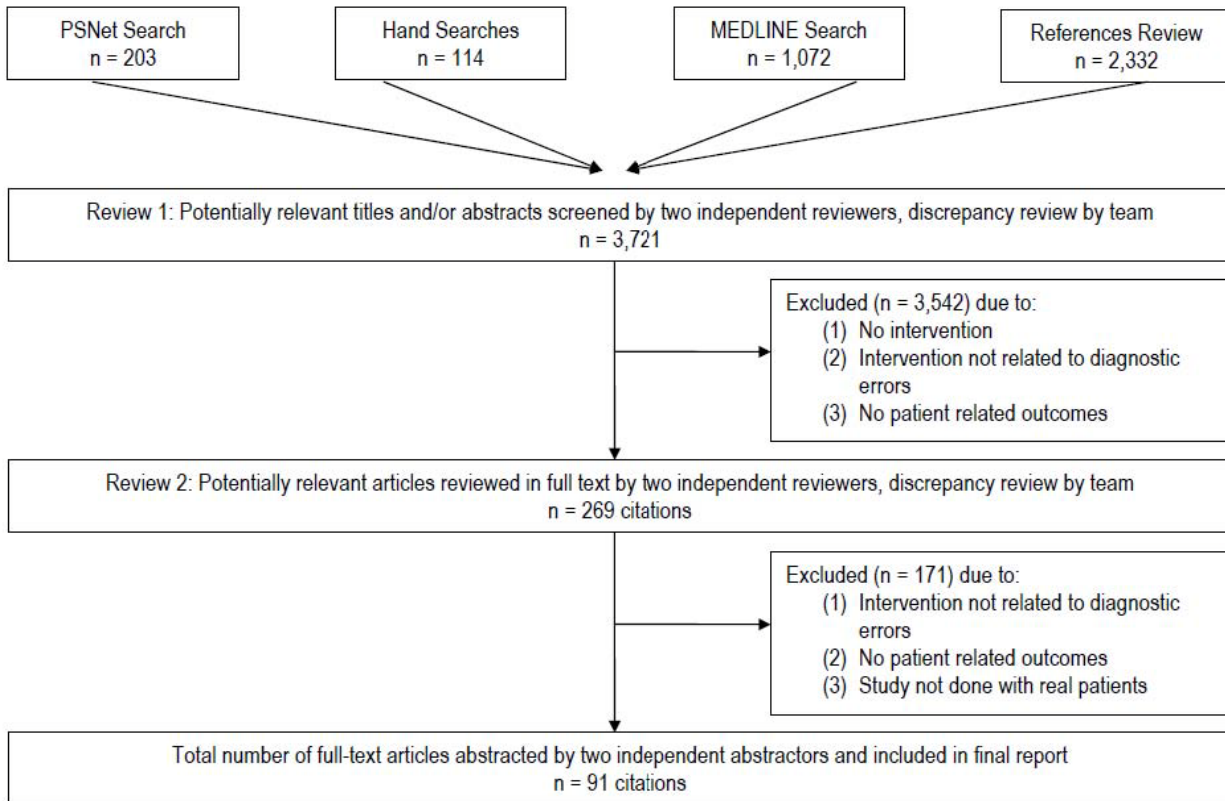 PSNet Search
n = 203
Hand Searches
n = 114
MEDLINE Search
n = 1,072
References Review
n = 2,332
Review 1: Potentially relevant titles and/or abstracts screened by two independent reviewers, discrepancy review by team
n = 3,721
Excluded (n = 3,542) due to:
(1) No intervention
(2) Intervention not related to diagnostic
errors
(3) No patient related outcomes
Review 2: Potentially relevant articles reviewed in full text by two independent reviewers, discrepancy review by team
n = 269 citations
Excluded (n = 171) due to:
(1) Intervention not related to diagnostic
errors
(2) No patient related outcomes
(3) Study not done with real patients
Total number of full-text articles abstracted by two independent abstractors and included in final report
n = 91 citations